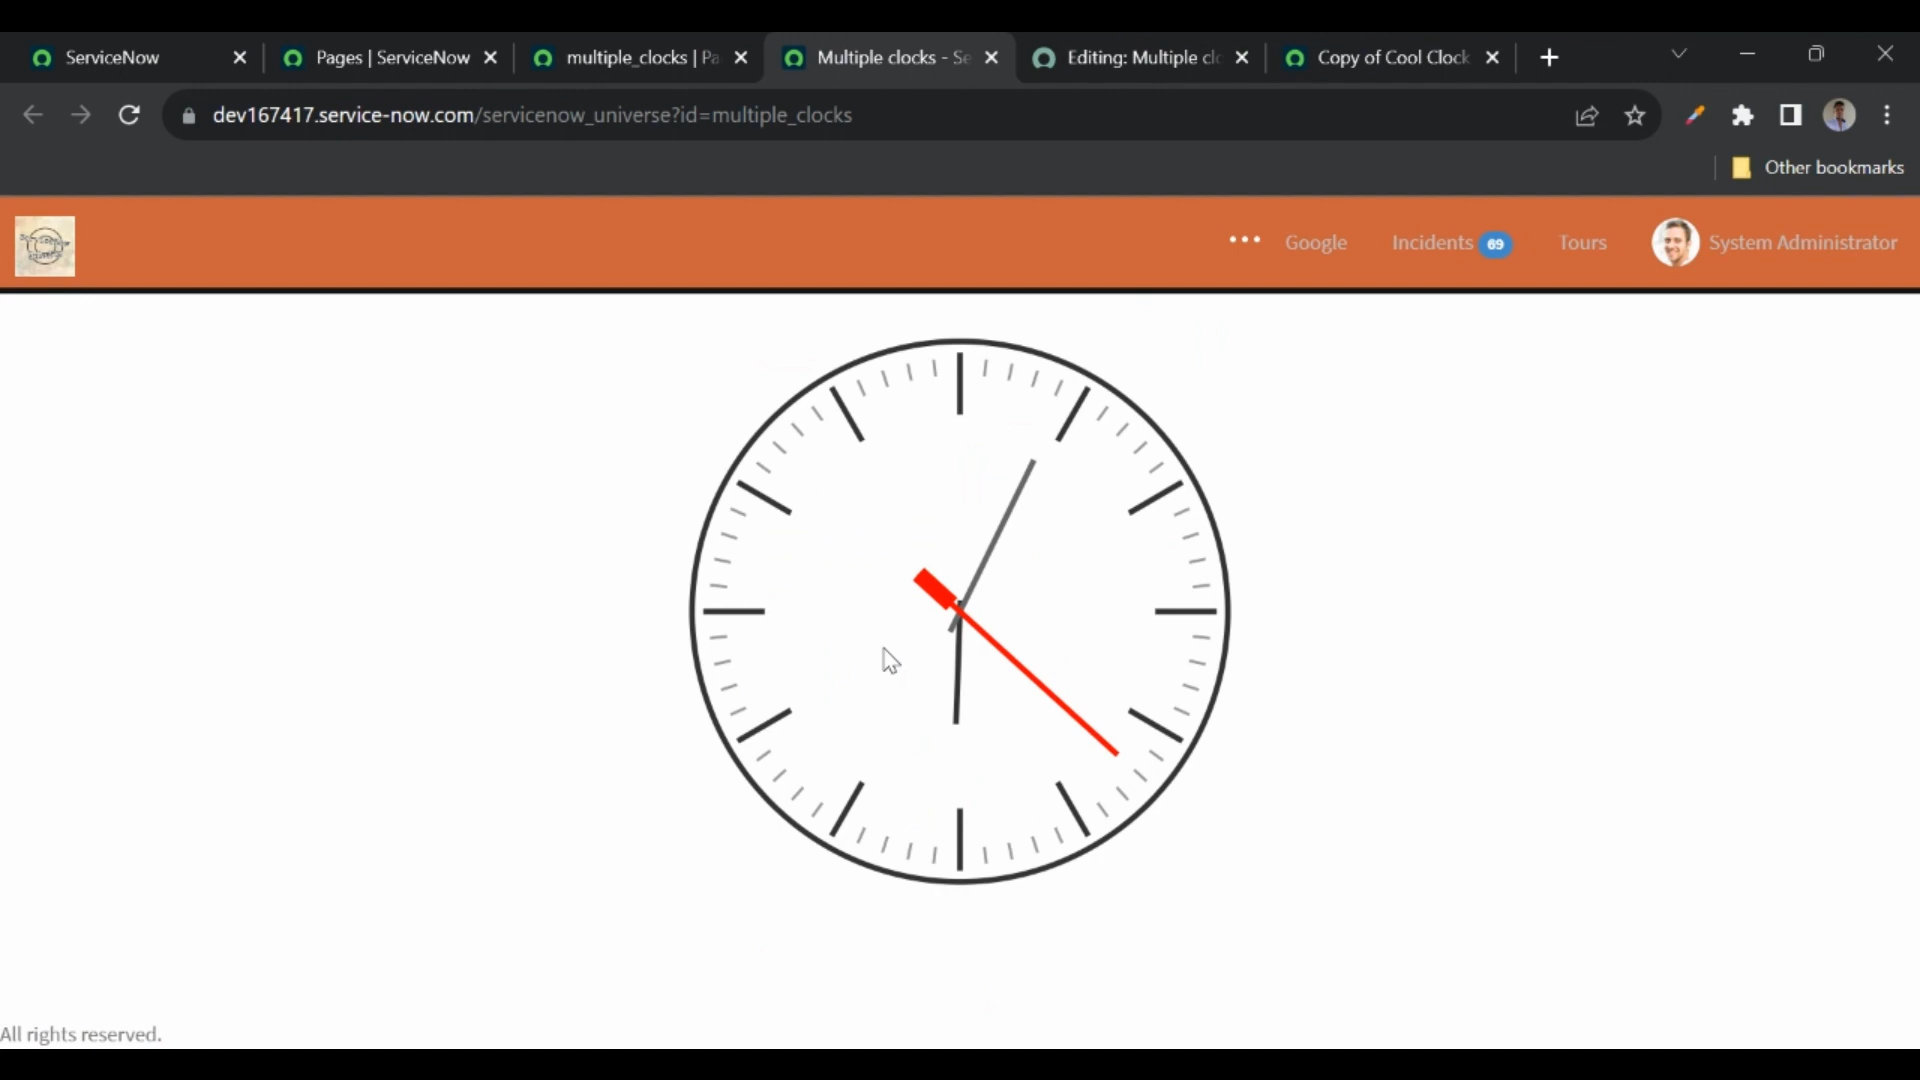 ServiceNow
Pages | ServiceNow
multiple_clocks | Pa
Multiple clocks - Se
Editing: Multiple clo
Copy of Cool Clock
dev167417.service-now.com/servicenow_universe?id=multiple_clocks
Other bookmarks
Google
Incidents 69
Tours
System Administrator
All rights reserved.